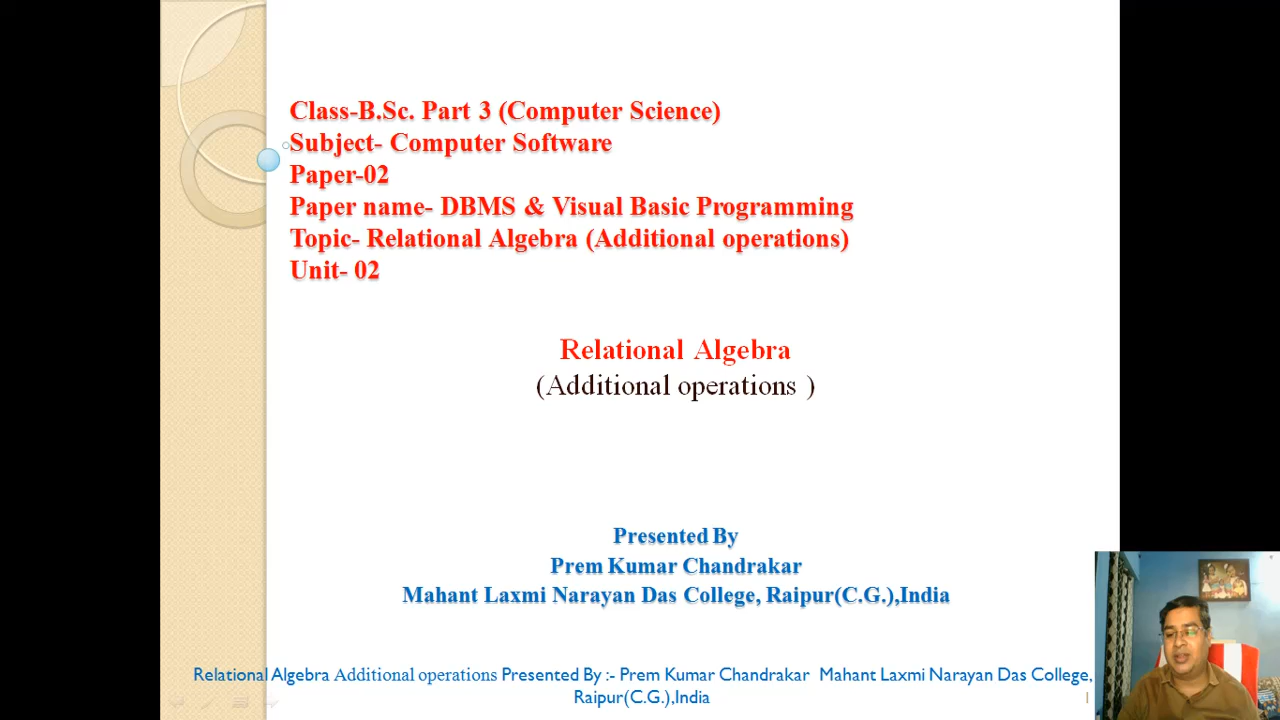 Class-B.Sc. Part 3 (Computer Science)
Subject- Computer Software
Paper-02
Paper name- DBMS & Visual Basic Programming
Topic- Relational Algebra (Additional operations)
Unit- 02
Relational Algebra
(Additional operations )
Presented By
Prem Kumar Chandrakar
Mahant Laxmi Narayan Das College, Raipur(C.G.),India
Relational Algebra Additional operations Presented By :- Prem Kumar Chandrakar Mahant Laxmi Narayan Das College,
Raipur(C.G.),India
1